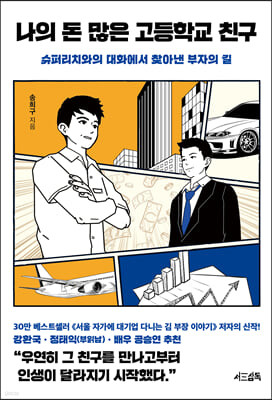 나의 돈 많은 고등학교 친구
슈퍼리치와의 대화에서 찾아낸 부자의 길
송희구 지음
30만 베스트셀러 《서울 자가에 대기업 다니는 김 부장 이야기》 저자의 신작!
강환국·정태익(부읽남)·배우 공승연 추천
“우연히 그 친구를 만나고부터
인생이 달라지기 시작했다.”
서삼독